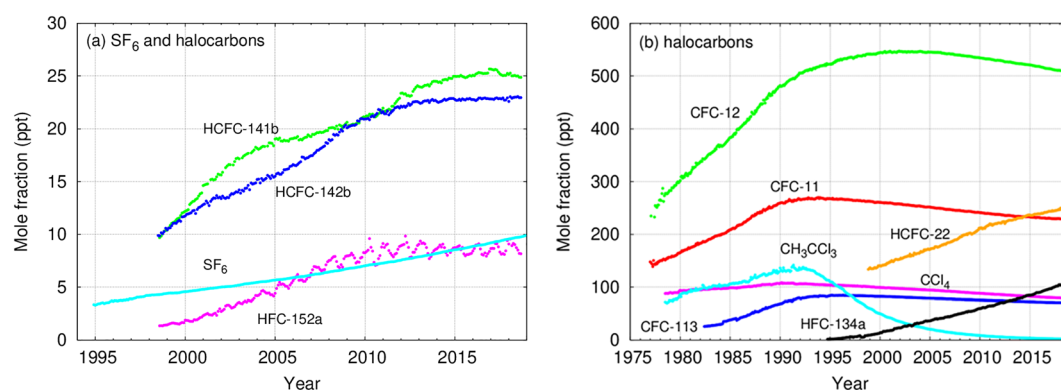 (a) SF6 and halocarbons
Mole fraction (ppt)
30
25
20
15
10
5
0
HCFC-141b
HCFC-142b
SF6
HFC-152a
1995 2000 2005 2010 2015
Year
(b) halocarbons
Mole fraction (ppt)
600
500
400
300
200
100
0
CFC-12
CFC-11
HCFC-22
CH3CCl3
CCl4
CFC-113
HFC-134a
1975 1980 1985 1990 1995 2000 2005 2010 2015
Year